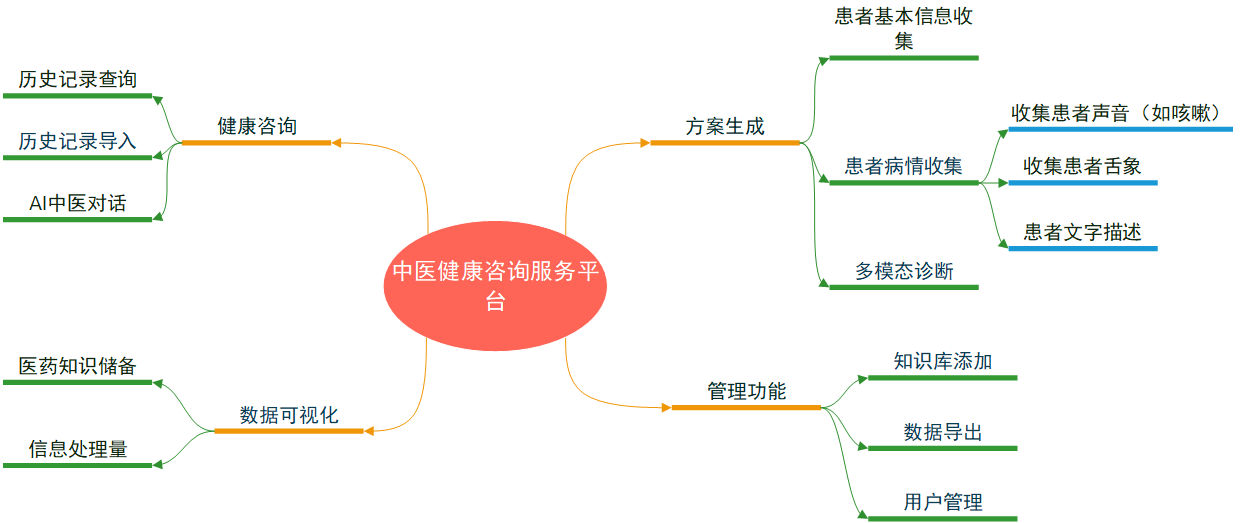 中医健康咨询服务平
台
健康咨询
历史记录查询
历史记录导入
AI中医对话
数据可视化
医药知识储备
信息处理量
方案生成
患者基本信息收
集
患者病情收集
收集患者声音（如咳嗽）
收集患者舌象
患者文字描述
多模态诊断
管理功能
知识库添加
数据导出
用户管理